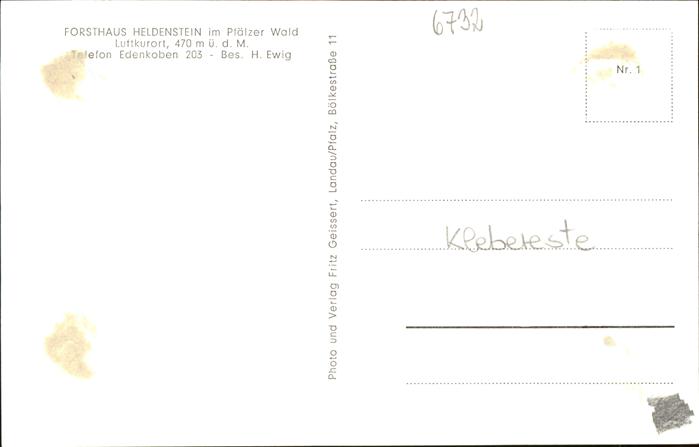 FORSTHAUS HELDENSTEIN im Pfälzer Wald
Luftkurort, 470 m ü. d. M.
Telefon Edenkoben 203 - Bes. H. Ewig
6732
Nr. 1
Photo und Verlag Fritz Geissert, Landau/Pfalz, Bölkestraße 11
Klebereste